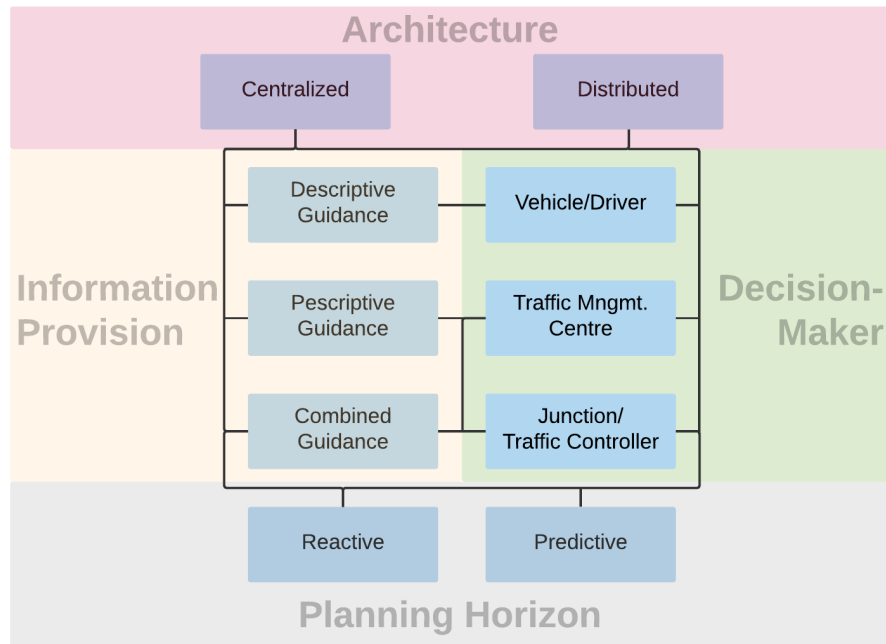 Architecture
Centralized
Distributed
Descriptive
Guidance
Vehicle/Driver
Information
Provision
Pescriptive
Guidance
Traffic Mngmt.
Centre
Decision-
Maker
Combined
Guidance
Junction/
Traffic Controller
Reactive
Predictive
Planning Horizon